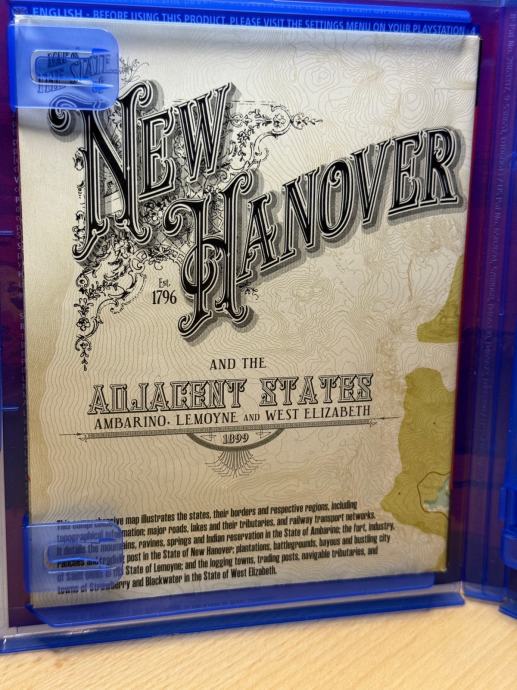 ENGLISH - BEFORE USING THIS PRODUCT, PLEASE VISIT THE SETTINGS MENU ON YOUR PLAYSTATION
NEW
HANOVER
Est.
1796
AND THE
ADJACENT STATES
AMBARINO, LEMOYNE AND WEST ELIZABETH
1899
map illustrates the states, their borders and respective regions, including
major roads, lakes and their tributaries, and railway transport networks.
ravines, springs and Indian reservation in the State of Ambarino; the fort, industry,
post in the State of New Hanover; plantations, battlegrounds, bayous and bustling city
State of Lemoyne; and the logging towns, trading posts, navigable tributaries, and
towns of Strawberry and Blackwater in the State of West Elizabeth.